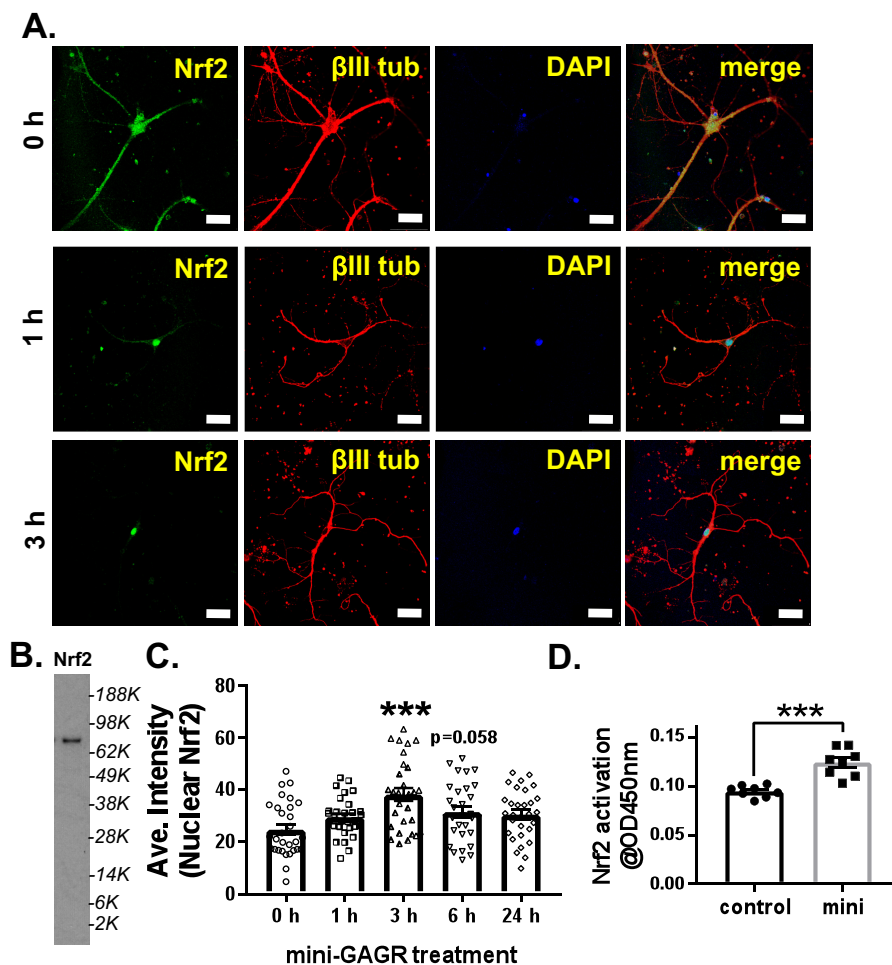 A.
Nrf2 βIII tub DAPI merge
0 h
Nrf2 βIII tub DAPI merge
1 h
Nrf2 βIII tub DAPI merge
3 h
B.
Nrf2
-188K
-98K
-62K
-49K
-38K
-28K
-14K
-6K
-2K
C.
Ave. Intensity
(Nuclear Nrf2)
80
60
40
20
0
***
p=0.058
0 h 1 h 3 h 6 h 24 h
mini-GAGR treatment
D.
Nrf2 activation
@OD450nm
0.15
0.10
0.05
0.00
***
control mini